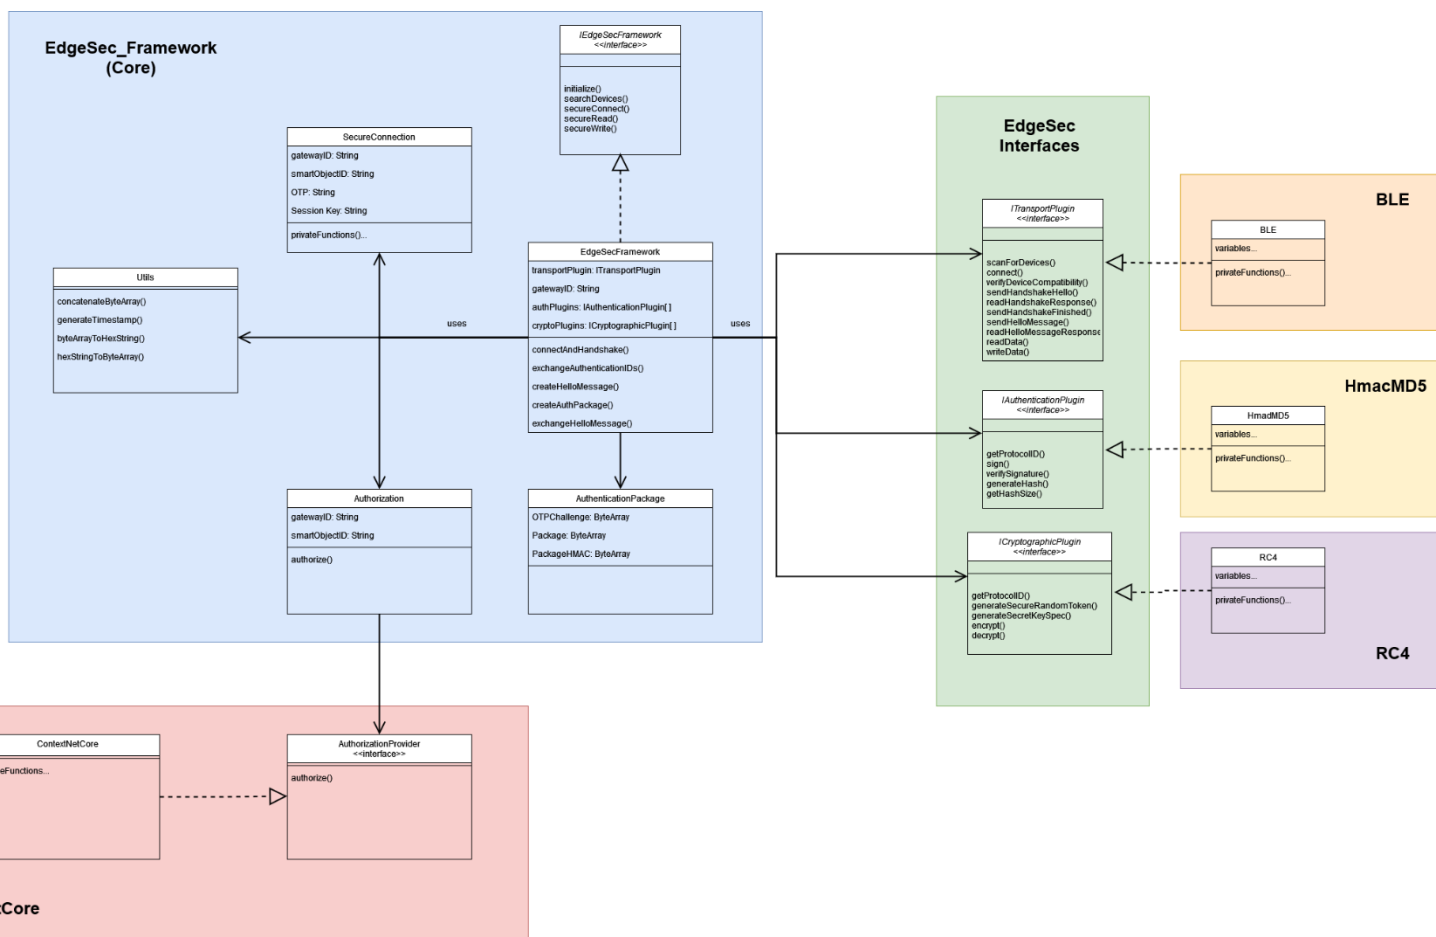 EdgeSec_Framework
(Core)
IEdgeSecFramework
<<interface>>
initialize()
searchDevices()
secureConnect()
secureRead()
secureWrite()
SecureConnection
gatewayID: String
smartObjectID: String
OTP: String
Session Key: String
privateFunctions()...
Utils
concatenateByteArray()
generateTimestamp()
byteArrayToHexString()
hexStringToByteArray()
uses
EdgeSecFramework
transportPlugin: ITransportPlugin
gatewayID: String
authPlugins: IAuthenticationPlugin[ ]
cryptoPlugins: ICryptographicPlugin[ ]
connectAndHandshake()
exchangeAuthenticationIDs()
createHelloMessage()
createAuthPackage()
exchangeHelloMessage()
uses
Authorization
gatewayID: String
smartObjectID: String
authorize()
AuthenticationPackage
OTPChallenge: ByteArray
Package: ByteArray
PackageHMAC: ByteArray
EdgeSec
Interfaces
ITransportPlugin
<<interface>>
scanForDevices()
connect()
verifyDeviceCompatibility()
sendHandshakeHello()
readHandshakeResponse()
sendHandshakeFinished()
sendHelloMessage()
readHelloMessageResponse
readData()
writeData()
IAuthenticationPlugin
<<interface>>
getProtocolID()
sign()
verifySignature()
generateHash()
getHashSize()
ICryptographicPlugin
<<interface>>
getProtocolID()
generateSecureRandomToken()
generateSecretKeySpec()
encrypt()
decrypt()
BLE
BLE
variables...
privateFunctions()...
HmacMD5
HmadMD5
variables...
privateFunctions()...
RC4
variables...
privateFunctions()...
RC4
ContextNetCore
eFunctions...
AuthorizationProvider
<<interface>>
authorize()
tCore